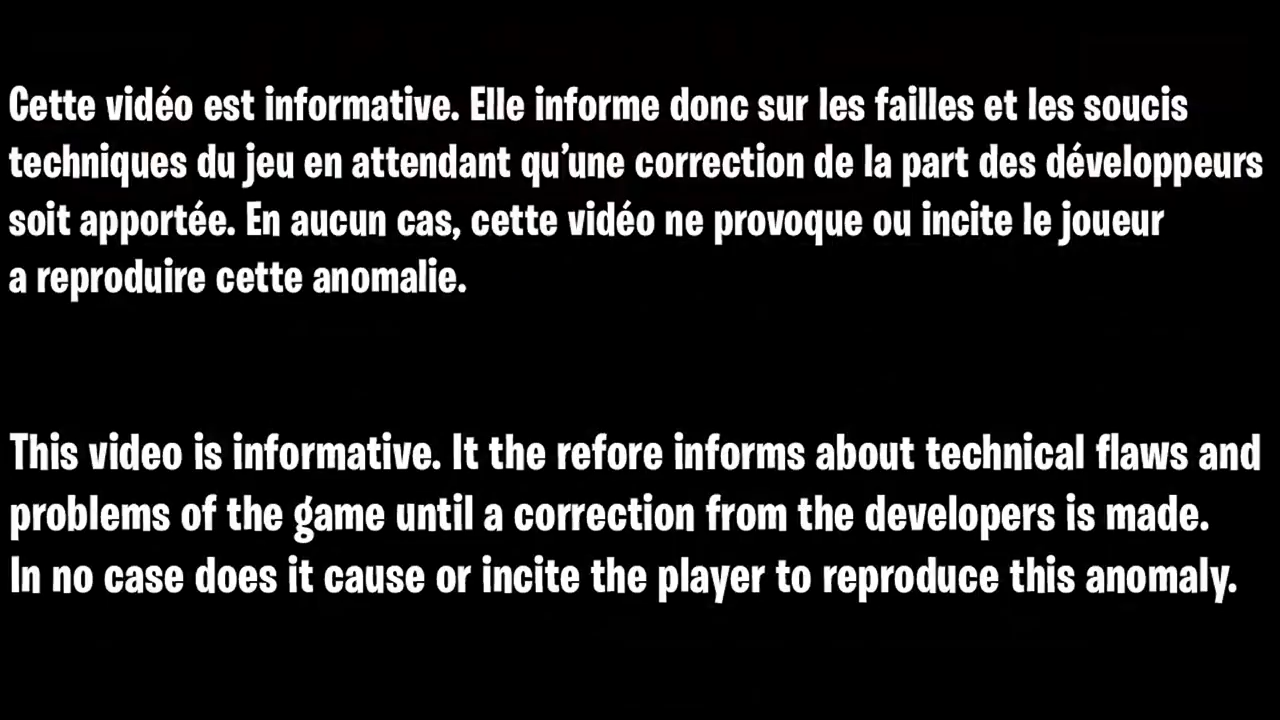 Cette vidéo est informative. Elle informe donc sur les failles et les soucis
techniques du jeu en attendant qu’une correction de la part des développeurs
soit apportée. En aucun cas, cette vidéo ne provoque ou incite le joueur
a reproduire cette anomalie.
This video is informative. It the refore informs about technical flaws and
problems of the game until a correction from the developers is made.
In no case does it cause or incite the player to reproduce this anomaly.